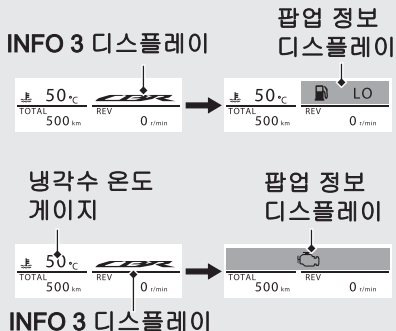 팝업 정보
디스플레이
INFO 3 디스플레이
50 °C CBR
TOTAL 500 km REV 0 r/min
50 °C LO
TOTAL 500 km REV 0 r/min
냉각수 온도
게이지
팝업 정보
디스플레이
50 °C CBR
TOTAL 500 km REV 0 r/min
TOTAL 500 km REV 0 r/min
INFO 3 디스플레이